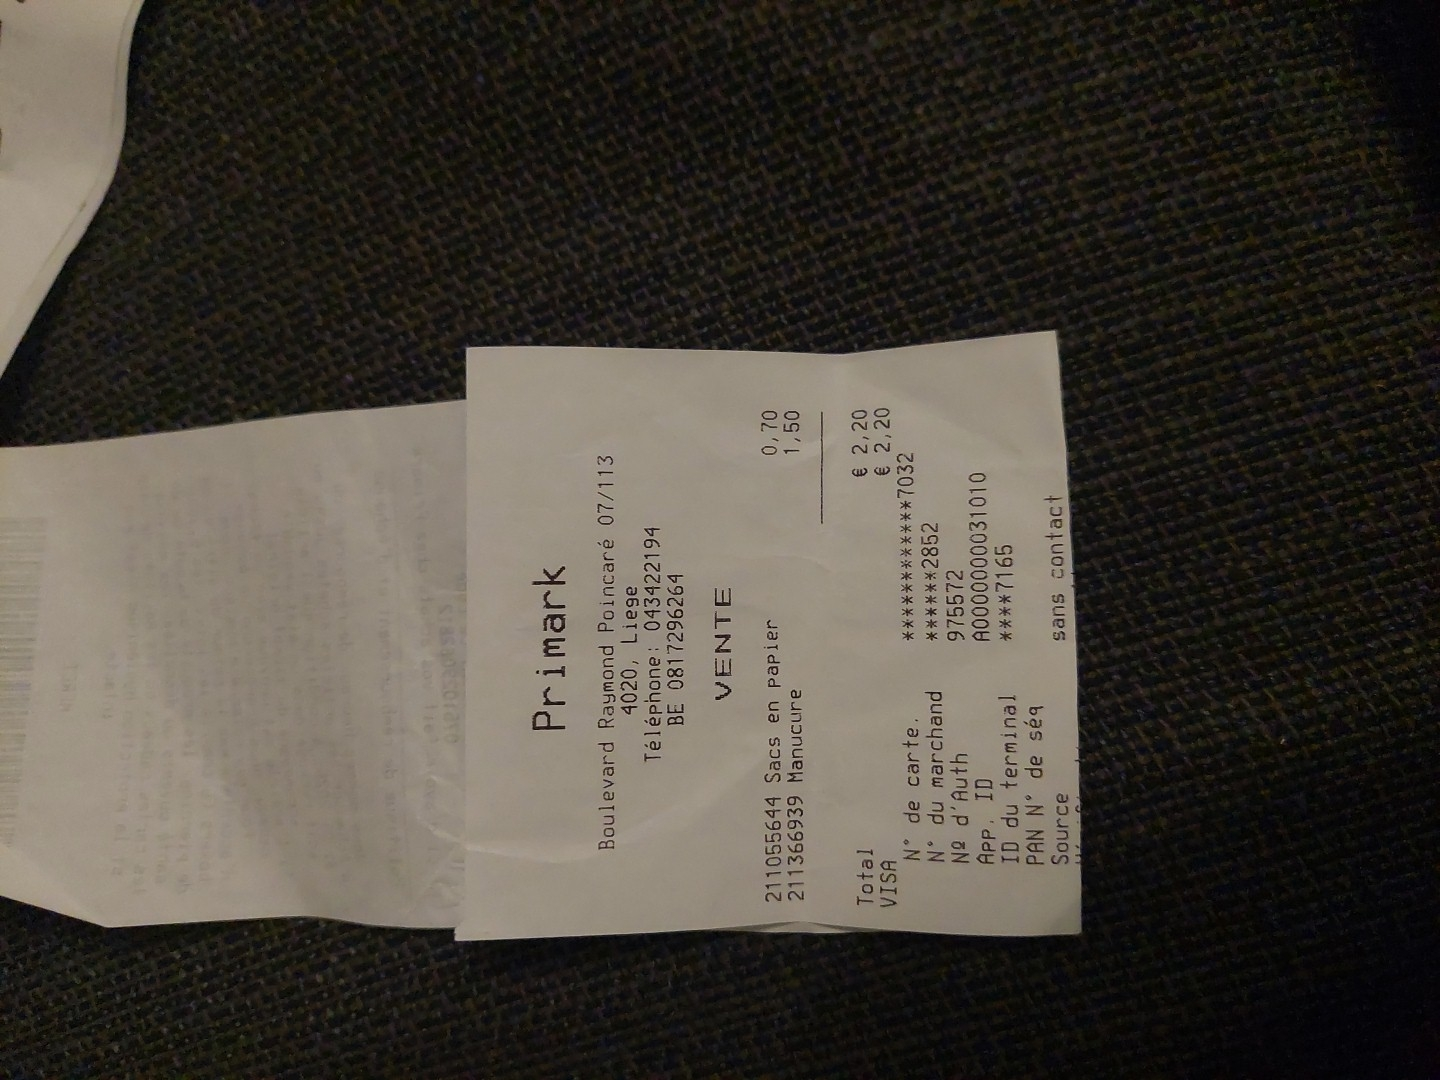 Primark
Boulevard Raymond Poincaré 07/113
4020, Liege
Téléphone: 043422194
BE 0817296264
VENTE
211055644 Sacs en papier 0,70
211366939 Manucure 1,50
Total € 2,20
VISA € 2,20
N° de carte. ************7032
N° du marchand ******2852
Nº d'Auth 975572
App. ID A0000000031010
ID du terminal ****7165
PAN N° de séq
Source sans contact